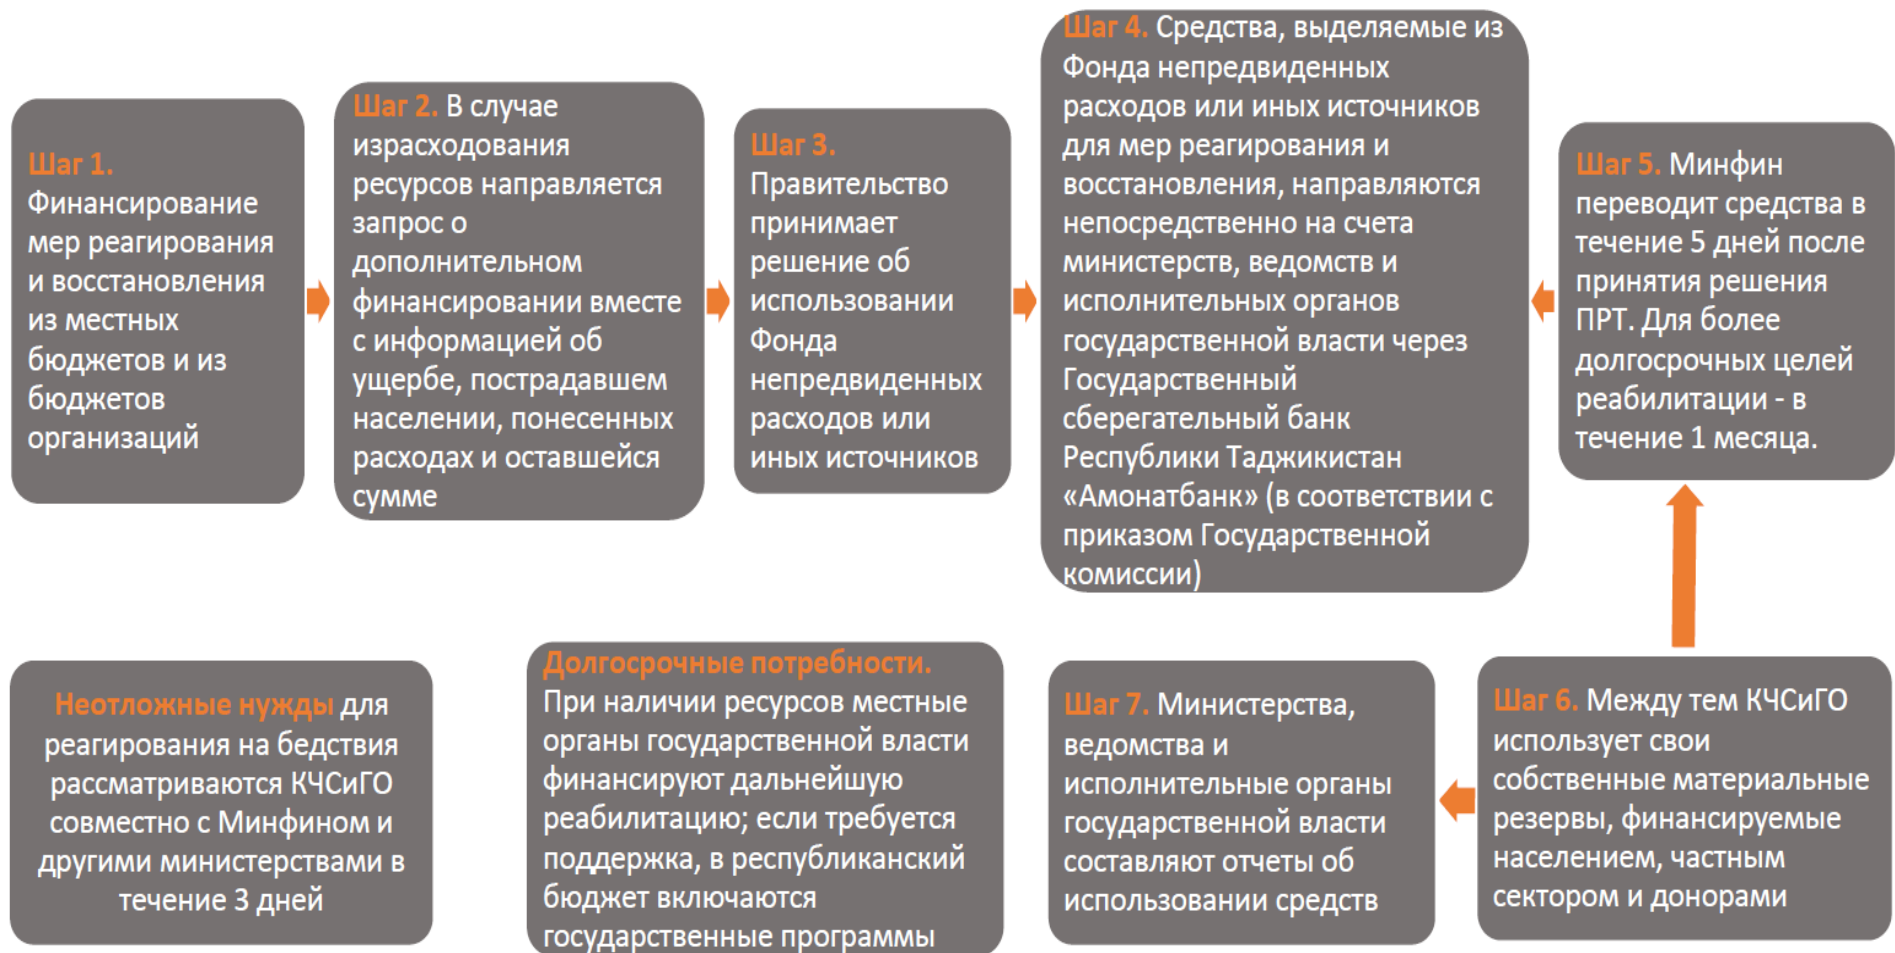 Шаг 1.
Финансирование
мер реагирования
и восстановления
из местных
бюджетов и из
бюджетов
организаций
Шаг 2. В случае
израсходования
ресурсов направляется
запрос о
дополнительном
финансировании вместе
с информацией об
ущербе, пострадавшем
населении, понесенных
расходах и оставшейся
сумме
Шаг 3.
Правительство
принимает
решение об
использовании
Фонда
непредвиденных
расходов или
иных источников
Шаг 4. Средства, выделяемые из
Фонда непредвиденных
расходов или иных источников
для мер реагирования и
восстановления, направляются
непосредственно на счета
министерств, ведомств и
исполнительных органов
государственной власти через
Государственный
сберегательный банк
Республики Таджикистан
«Амонатбанк» (в соответствии с
приказом Государственной
комиссии)
Шаг 5. Минфин
переводит средства в
течение 5 дней после
принятия решения
ПРТ. Для более
долгосрочных целей
реабилитации - в
течение 1 месяца.
Неотложные нужды для
реагирования на бедствия
рассматриваются КЧСиГО
совместно с Минфином и
другими министерствами в
течение 3 дней
Долгосрочные потребности.
При наличии ресурсов местные
органы государственной власти
финансируют дальнейшую
реабилитацию; если требуется
поддержка, в республиканский
бюджет включаются
государственные программы
Шаг 7. Министерства,
ведомства и
исполнительные органы
государственной власти
составляют отчеты об
использовании средств
Шаг 6. Между тем КЧСиГО
использует свои
собственные материальные
резервы, финансируемые
населением, частным
сектором и донорами